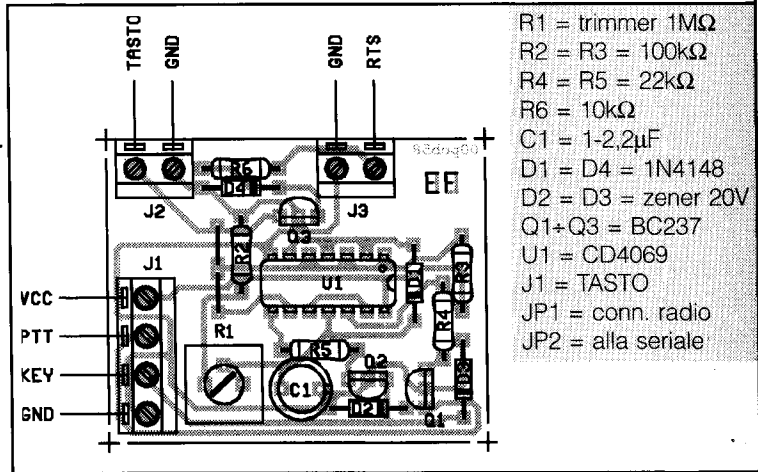 TASTO
GND
GND
RTS
R6
D4
EF
J2
J3
Q3
R2
J1
U1
D1
R3
VCC
PTT
KEY
GND
R1
R4
R5
Q2
C1
D2
Q1
D3
R1 = trimmer 1MΩ
R2 = R3 = 100kΩ
R4 = R5 = 22kΩ
R6 = 10kΩ
C1 = 1-2,2µF
D1 = D4 = 1N4148
D2 = D3 = zener 20V
Q1÷Q3 = BC237
U1 = CD4069
J1 = TASTO
JP1 = conn. radio
JP2 = alla seriale